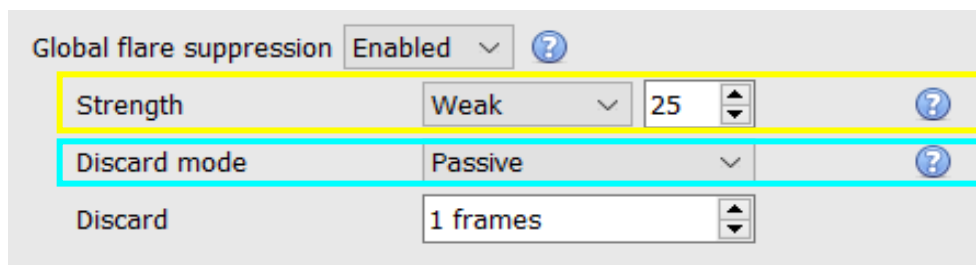 Global flare suppression Enabled ?
Strength Weak 25 ?
Discard mode Passive ?
Discard 1 frames